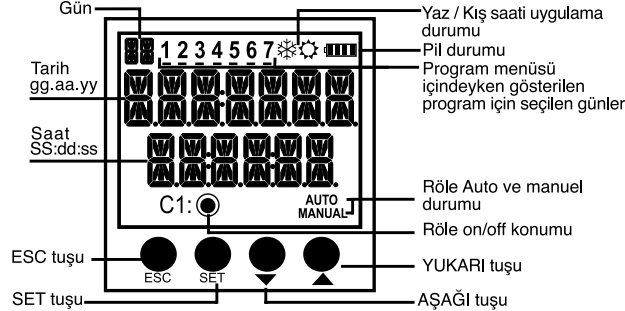 Gün
Yaz / Kış saati uygulama
durumu
1 2 3 4 5 6 7
Pil durumu
Tarih
gg.aa.yy
Program menüsü
içindeyken gösterilen
program için seçilen günler
Saat
SS:dd:ss
C1:
AUTO
MANUAL
Röle Auto ve manuel
durumu
Röle on/off konumu
ESC tuşu
ESC
SET
YUKARI tuşu
SET tuşu
AŞAĞI tuşu